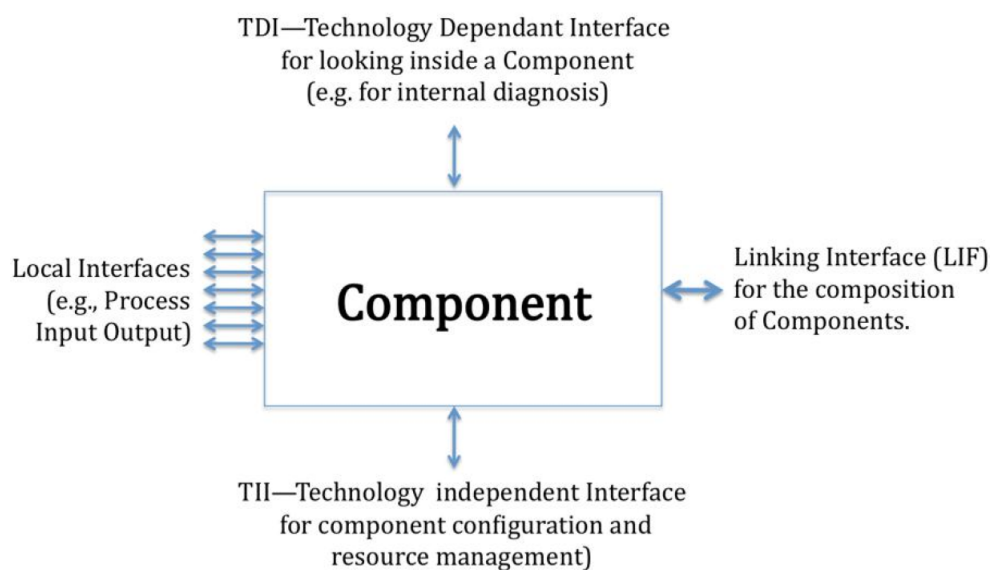 TDI—Technology Dependant Interface
for looking inside a Component
(e.g. for internal diagnosis)
Local Interfaces
(e.g., Process
Input Output)
Component
Linking Interface (LIF)
for the composition
of Components.
TII—Technology independent Interface
for component configuration and
resource management)